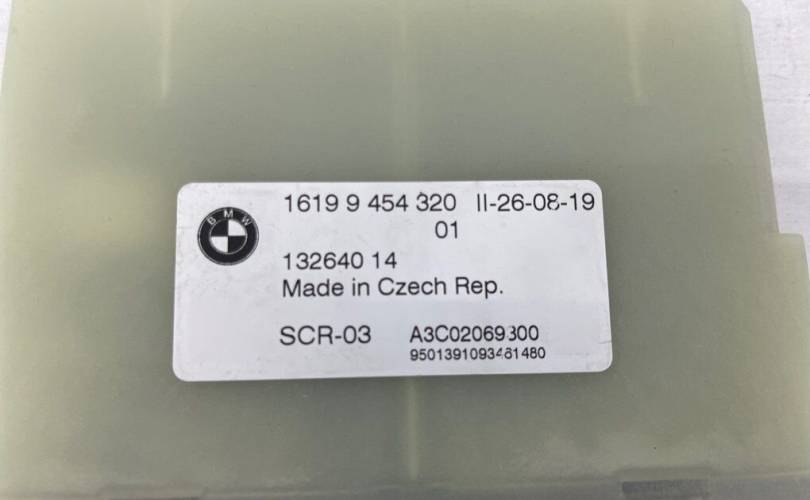 BMW
1619 9 454 320 II-26-08-19
01
132640 14
Made in Czech Rep.
SCR-03 A3C02069300
9501391093481480